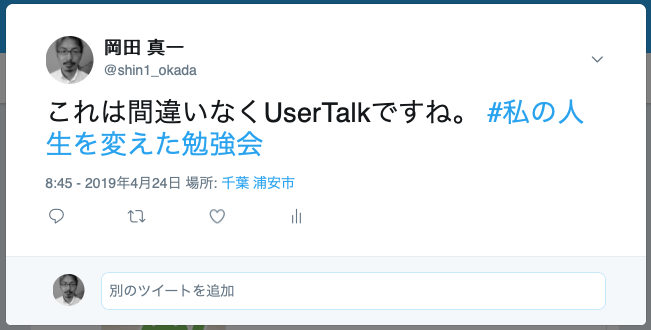 岡田 真一
@shin1_okada
これは間違いなくUserTalkですね。 #私の人
生を変えた勉強会
8:45 - 2019年4月24日 場所: 千葉 浦安市
別のツイートを追加